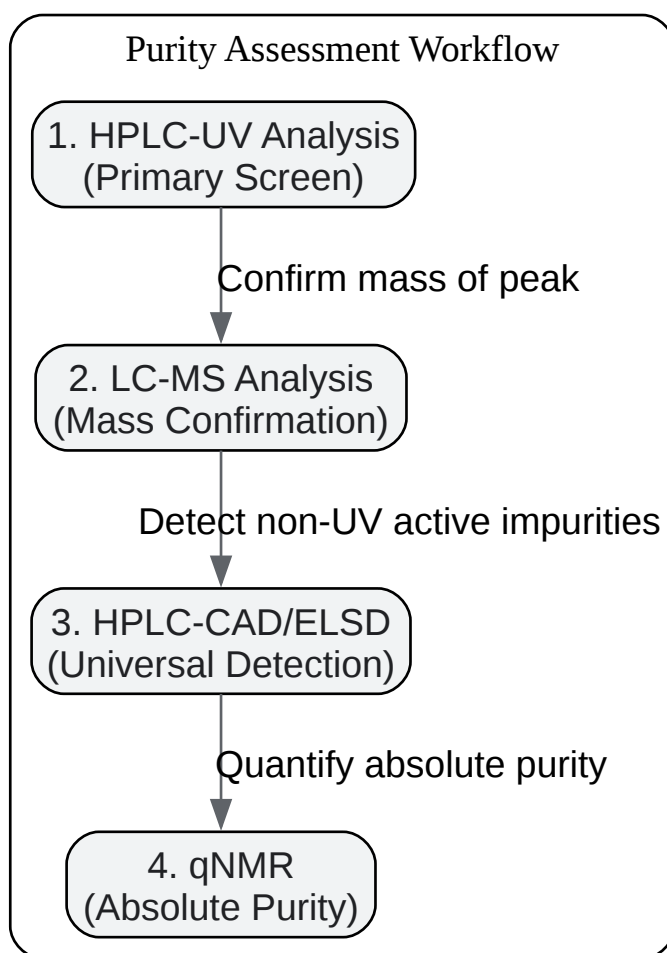 Purity Assessment Workflow
1. HPLC-UV Analysis
(Primary Screen)
Confirm mass of peak
2. LC-MS Analysis
(Mass Confirmation)
Detect non-UV active impurities
3. HPLC-CAD/ELSD
(Universal Detection)
Quantify absolute purity
4. qNMR
(Absolute Purity)